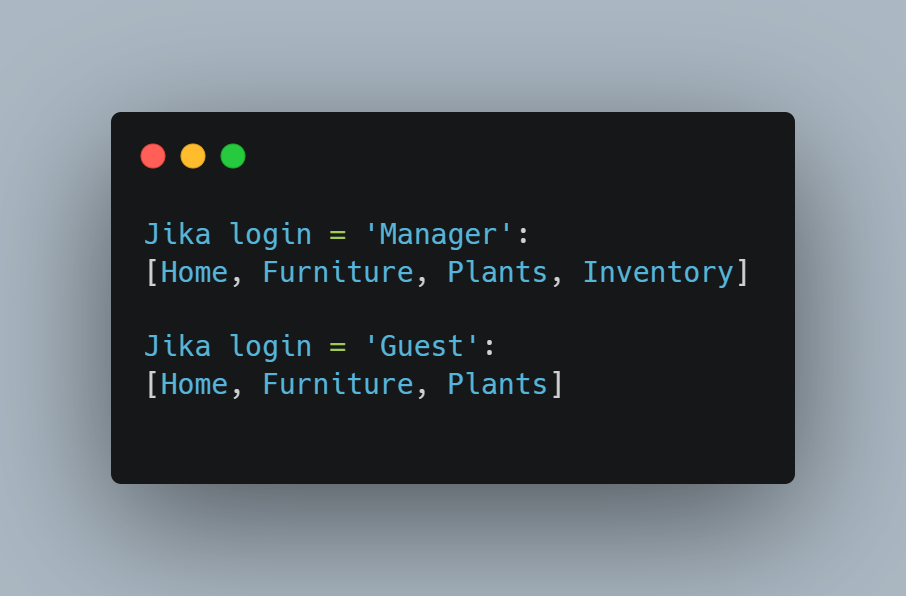 Jika login = 'Manager':
[Home, Furniture, Plants, Inventory]
Jika login = 'Guest':
[Home, Furniture, Plants]